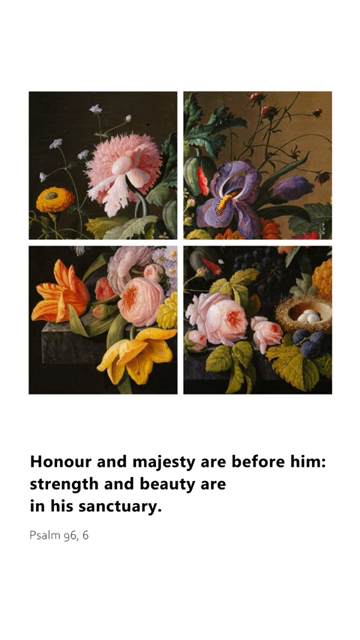 Honour and majesty are before him:
strength and beauty are
in his sanctuary.
Psalm 96, 6